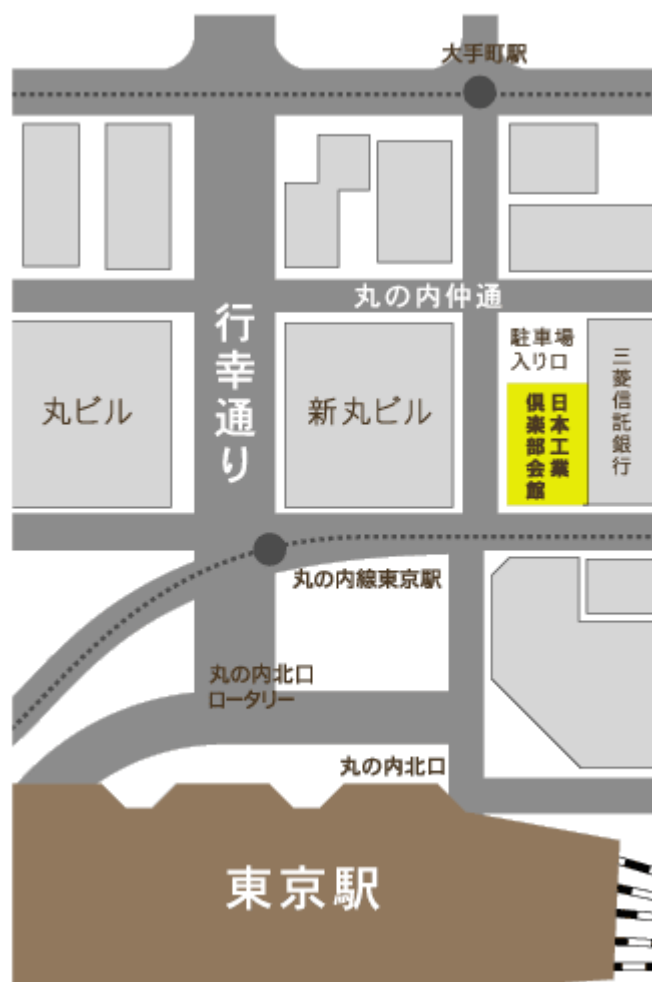 大手町駅
丸の内仲通
行幸通り
駐車場
入り口
三菱信託銀行
丸ビル
新丸ビル
日本工業
倶楽部会館
丸の内線東京駅
丸の内北口
ロータリー
丸の内北口
東京駅